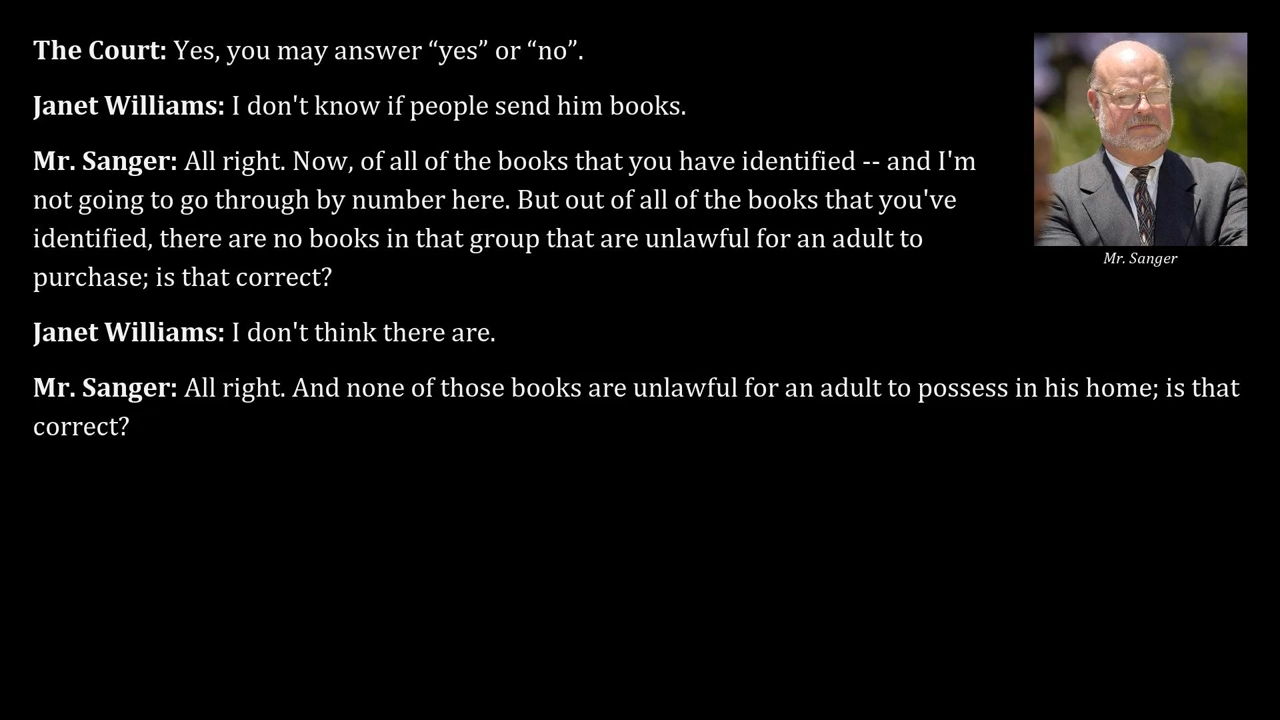 The Court: Yes, you may answer “yes” or “no”.
Janet Williams: I don't know if people send him books.
Mr. Sanger: All right. Now, of all of the books that you have identified -- and I'm
not going to go through by number here. But out of all of the books that you've
identified, there are no books in that group that are unlawful for an adult to
purchase; is that correct?
Mr. Sanger
Janet Williams: I don't think there are.
Mr. Sanger: All right. And none of those books are unlawful for an adult to possess in his home; is that
correct?